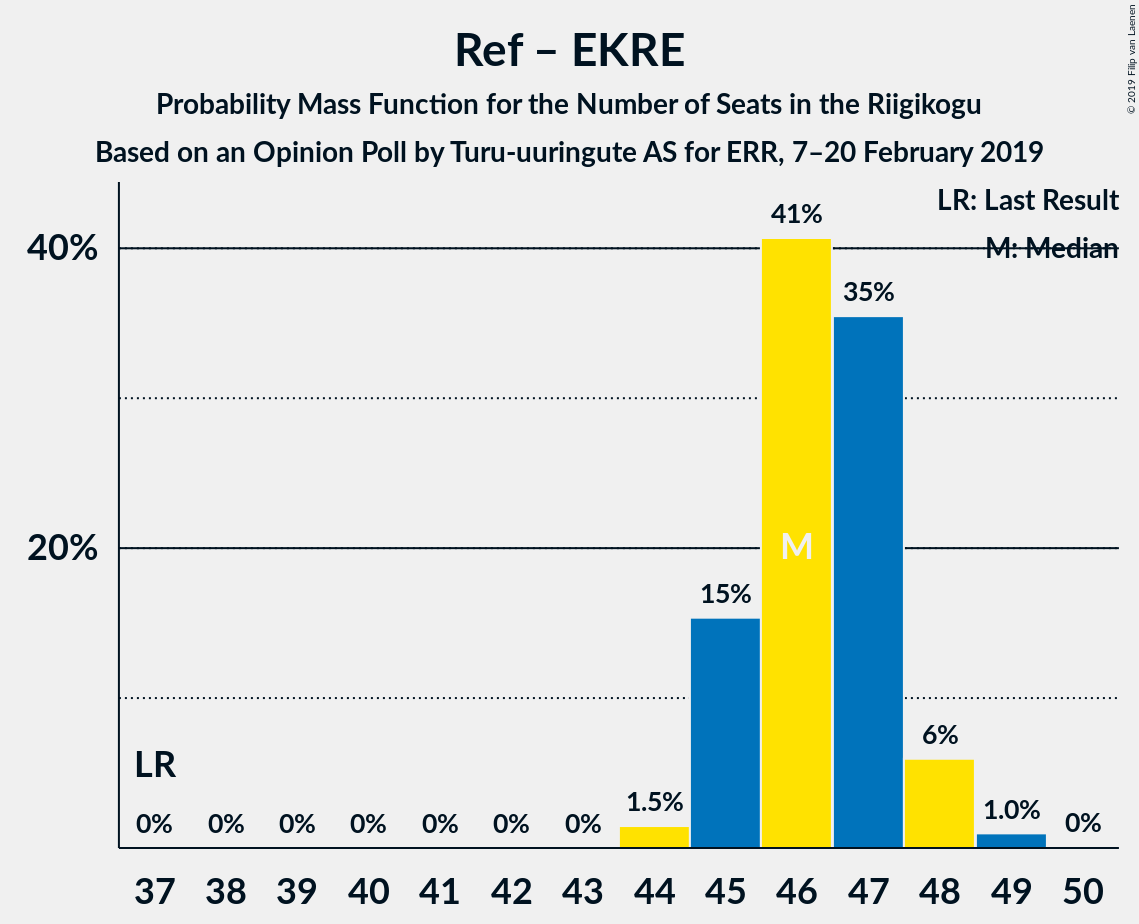 Ref – EKRE
Probability Mass Function for the Number of Seats in the Riigikogu
Based on an Opinion Poll by Turu-uuringute AS for ERR, 7–20 February 2019
© 2019 Filip van Laenen
LR: Last Result
M: Median
40%
20%
41%
35%
M
15%
6%
LR
1.5%
1.0%
0% 0% 0% 0% 0% 0% 0% 0%
37 38 39 40 41 42 43 44 45 46 47 48 49 50